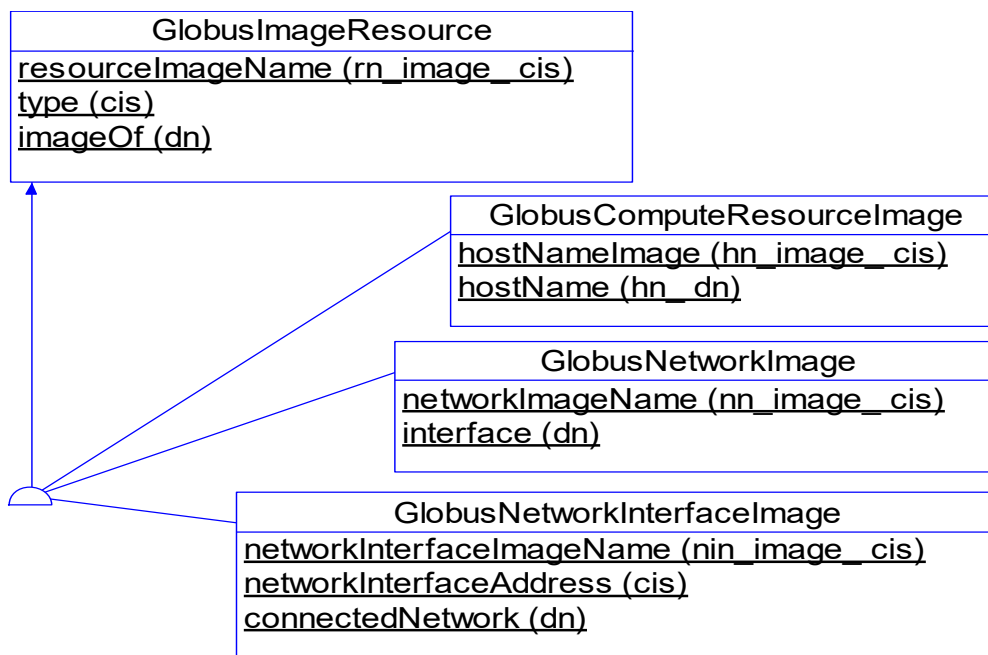 GlobusImageResource
resourceImageName (rn_image_ cis)
type (cis)
imageOf (dn)
GlobusComputeResourceImage
hostNameImage (hn_image_ cis)
hostName (hn_ dn)
GlobusNetworkImage
networkImageName (nn_image_ cis)
interface (dn)
GlobusNetworkInterfaceImage
networkInterfaceImageName (nin_image_ cis)
networkInterfaceAddress (cis)
connectedNetwork (dn)